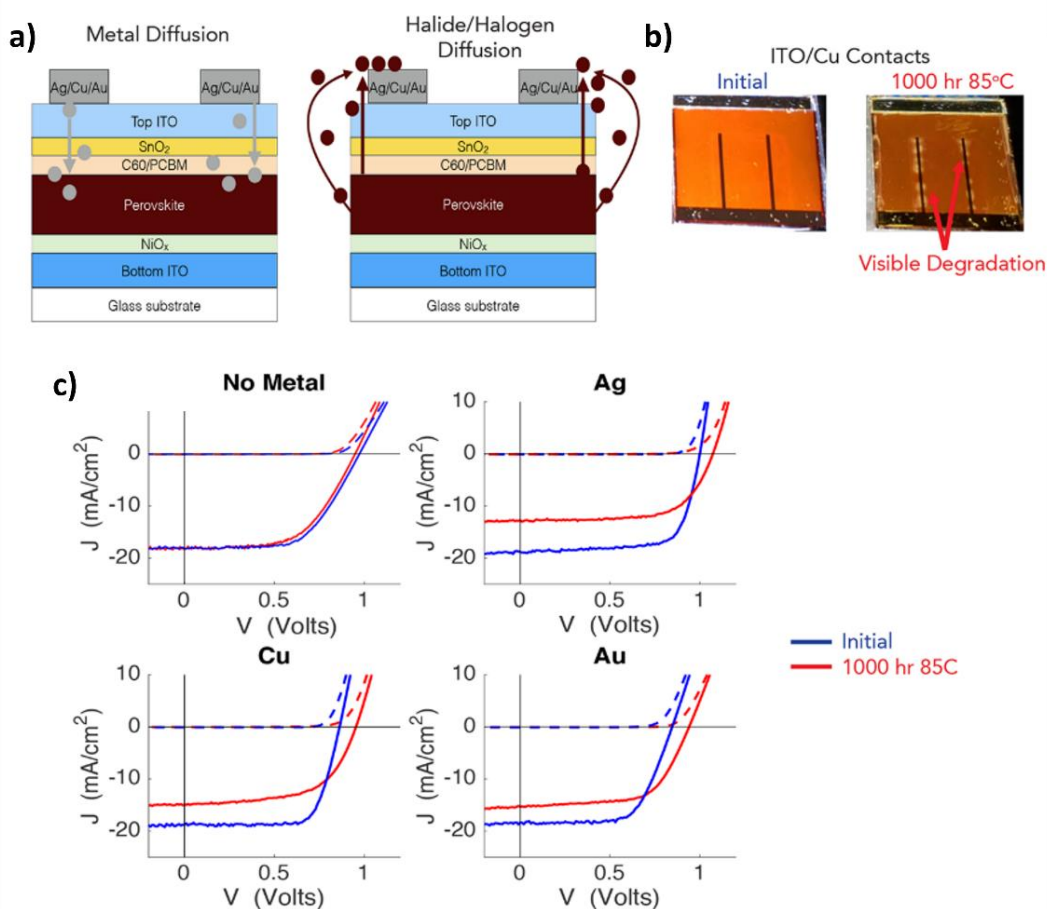 a)
Metal Diffusion
Ag/Cu/Au
Ag/Cu/Au
Top ITO
SnO2
C60/PCBM
Perovskite
NiOx
Bottom ITO
Glass substrate
Halide/Halogen
Diffusion
Ag/Cu/Au
Ag/Cu/Au
Top ITO
SnO2
C60/PCBM
Perovskite
NiOx
Bottom ITO
Glass substrate
b)
ITO/Cu Contacts
Initial
1000 hr 85°C
Visible Degradation
c)
No Metal
J (mA/cm²)
10
0
-10
-20
0
0.5
1
V (Volts)
Ag
J (mA/cm²)
10
0
-10
-20
0
0.5
1
V (Volts)
Cu
J (mA/cm²)
10
0
-10
-20
0
0.5
1
V (Volts)
Au
J (mA/cm²)
10
0
-10
-20
0
0.5
1
V (Volts)
Initial
1000 hr 85C